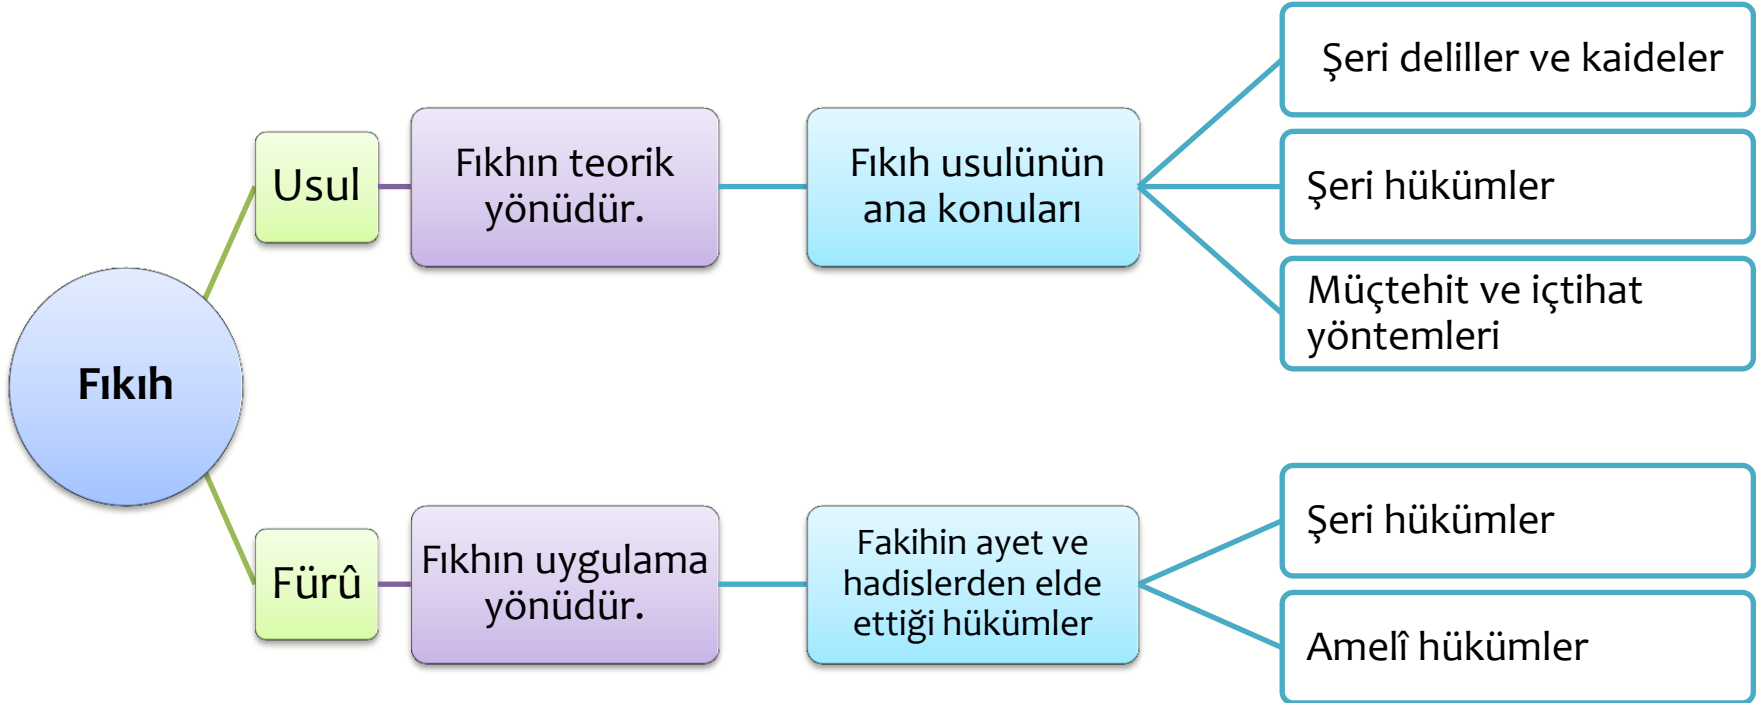 Fıkıh
Usul
Fıkhın teorik
yönüdür.
Fıkıh usulünün
ana konuları
Şeri deliller ve kaideler
Şeri hükümler
Müçtehit ve içtihat
yöntemleri
Fürû
Fıkhın uygulama
yönüdür.
Fakihin ayet ve
hadislerden elde
ettiği hükümler
Şeri hükümler
Amelî hükümler